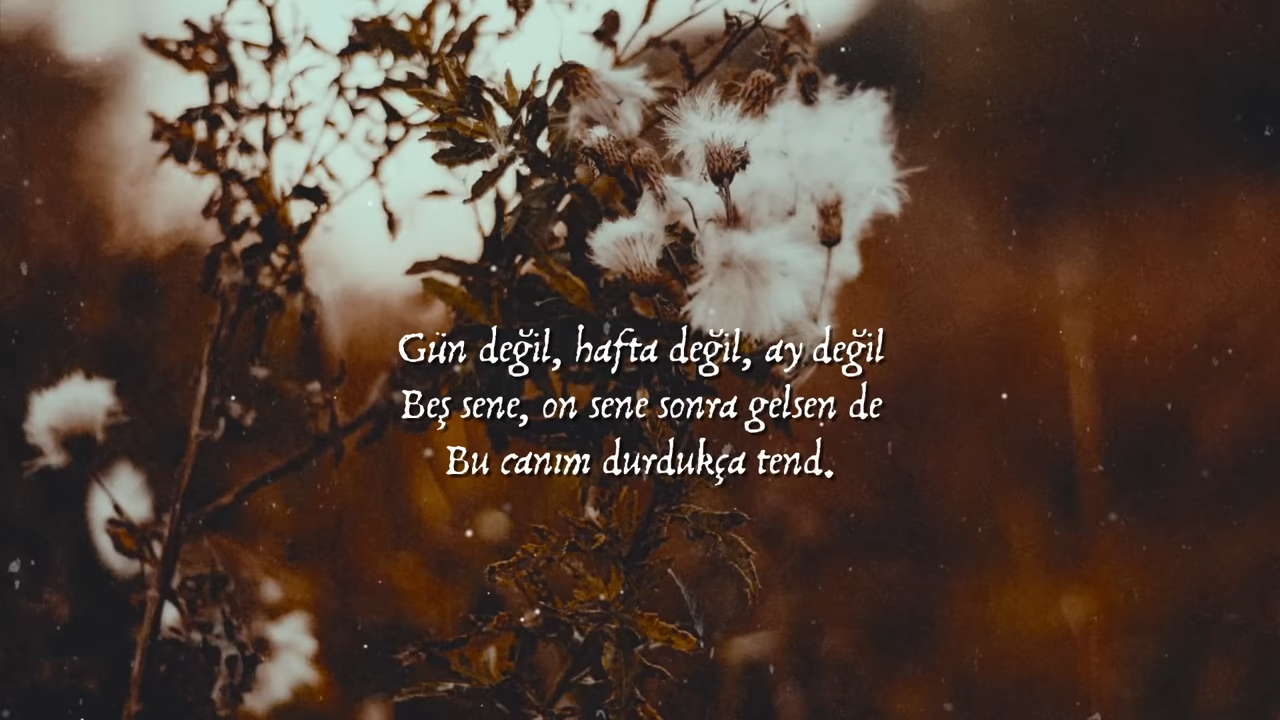 Gün değil, hafta değil, ay değil
Beş sene, on sene sonra gelsen de
Bu canım durdukça tend.